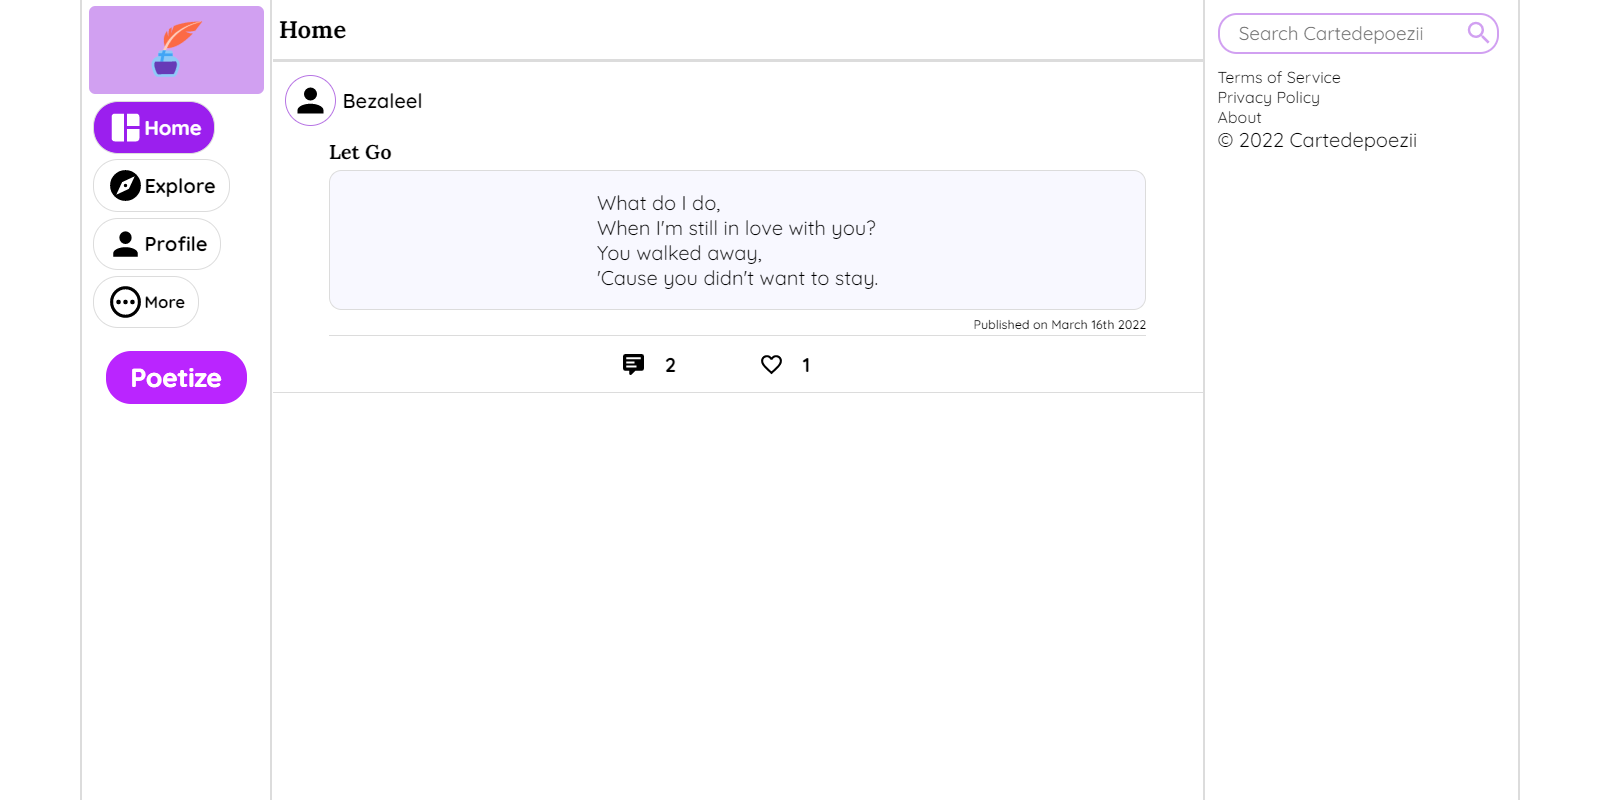 Home
Explore
Profile
More
Poetize
Home
Bezaleel
Let Go
What do I do,
When I'm still in love with you?
You walked away,
'Cause you didn't want to stay.
Published on March 16th 2022
2 1
Search Cartedepoezii
Terms of Service
Privacy Policy
About
© 2022 Cartedepoezii